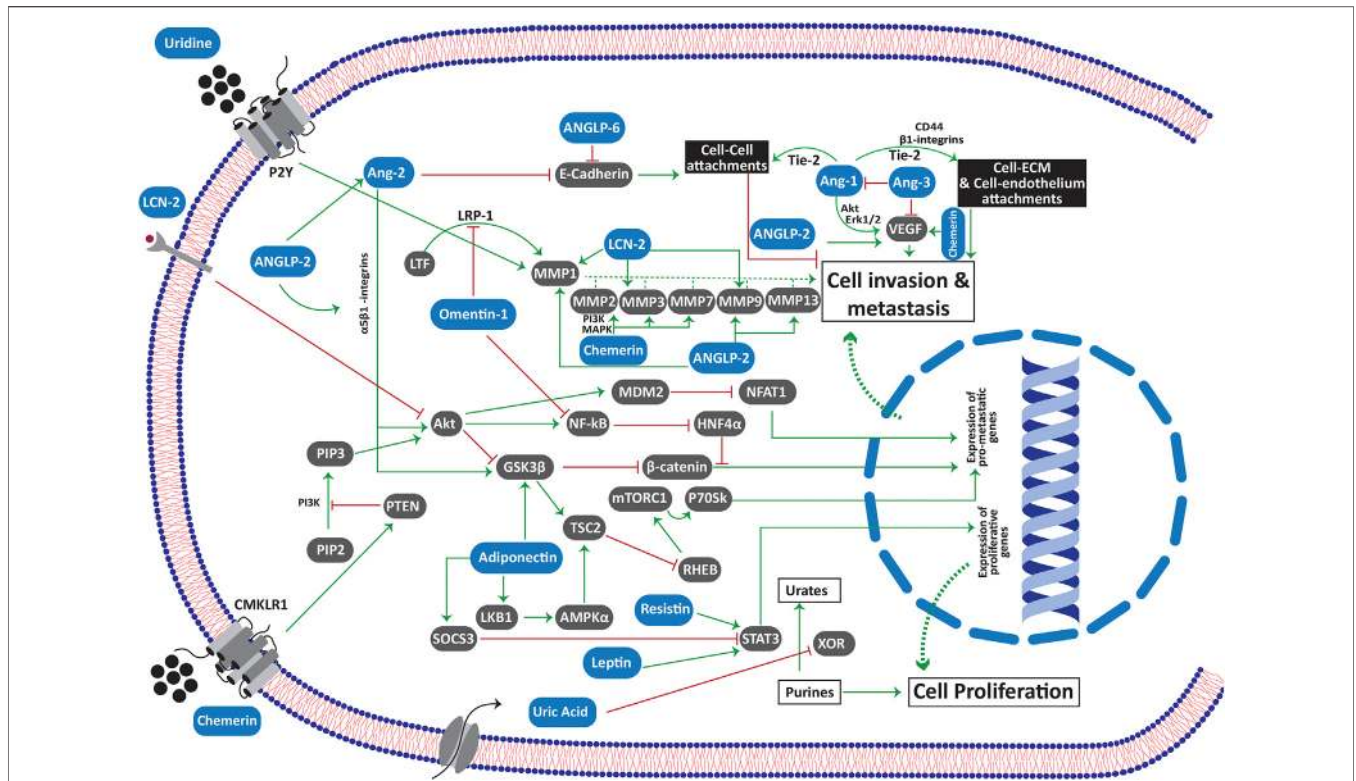 Uridine
P2Y
LCN-2
ANGLP-2
Ang-2
α5β1 -integrins
ANGLP-6
E-Cadherin
Cell-Cell
attachments
Tie-2
CD44
β1-integrins
Tie-2
Ang-1
Ang-3
Cell-ECM
& Cell-endothelium
attachments
Akt
Erk1/2
VEGF
Chemerin
ANGLP-2
LRP-1
LTF
MMP1
LCN-2
MMP2
MMP3
MMP7
MMP9
MMP13
PI3K
MAPK
Chemerin
ANGLP-2
Omentin-1
Cell invasion &
metastasis
MDM2
NFAT1
Akt
NF-kB
HNF4α
PIP3
GSK3β
β-catenin
PI3K
PTEN
PIP2
mTORC1
P70Sk
TSC2
RHEB
Adiponectin
LKB1
AMPKα
SOCS3
Resistin
STAT3
Leptin
Urates
XOR
Purines
Cell Proliferation
Uric Acid
CMKLR1
Chemerin
Expression of
pro-metastatic
genes
Expression of
proliferative
genes